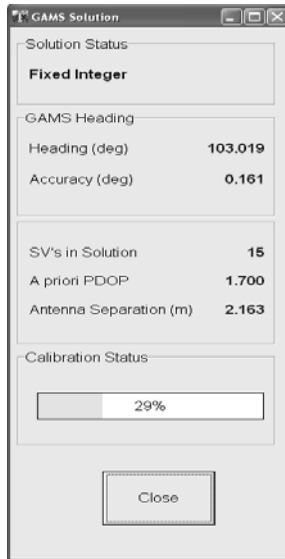 GAMS Solution
Solution Status
Fixed Integer
GAMS Heading
Heading (deg) 103.019
Accuracy (deg) 0.161
SV's in Solution 15
A priori PDOP 1.700
Antenna Separation (m) 2.163
Calibration Status
29%
Close